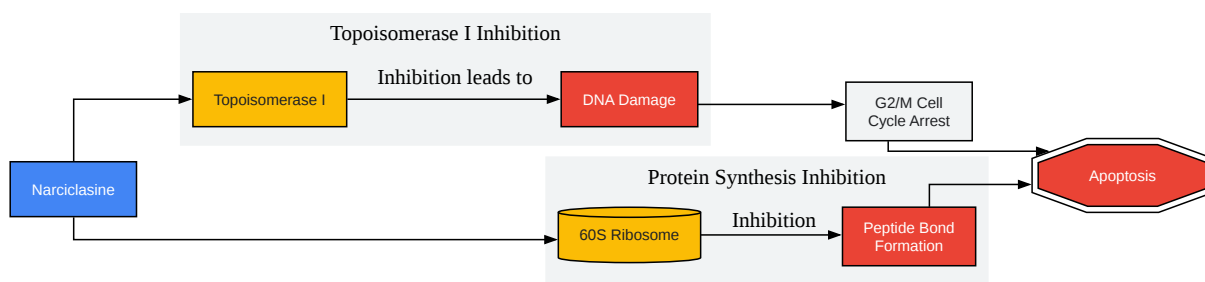 Topoisomerase I Inhibition
Inhibition leads to
Topoisomerase I
DNA Damage
G2/M Cell
Cycle Arrest
Narciclasine
Apoptosis
Protein Synthesis Inhibition
Inhibition
60S Ribosome
Peptide Bond
Formation